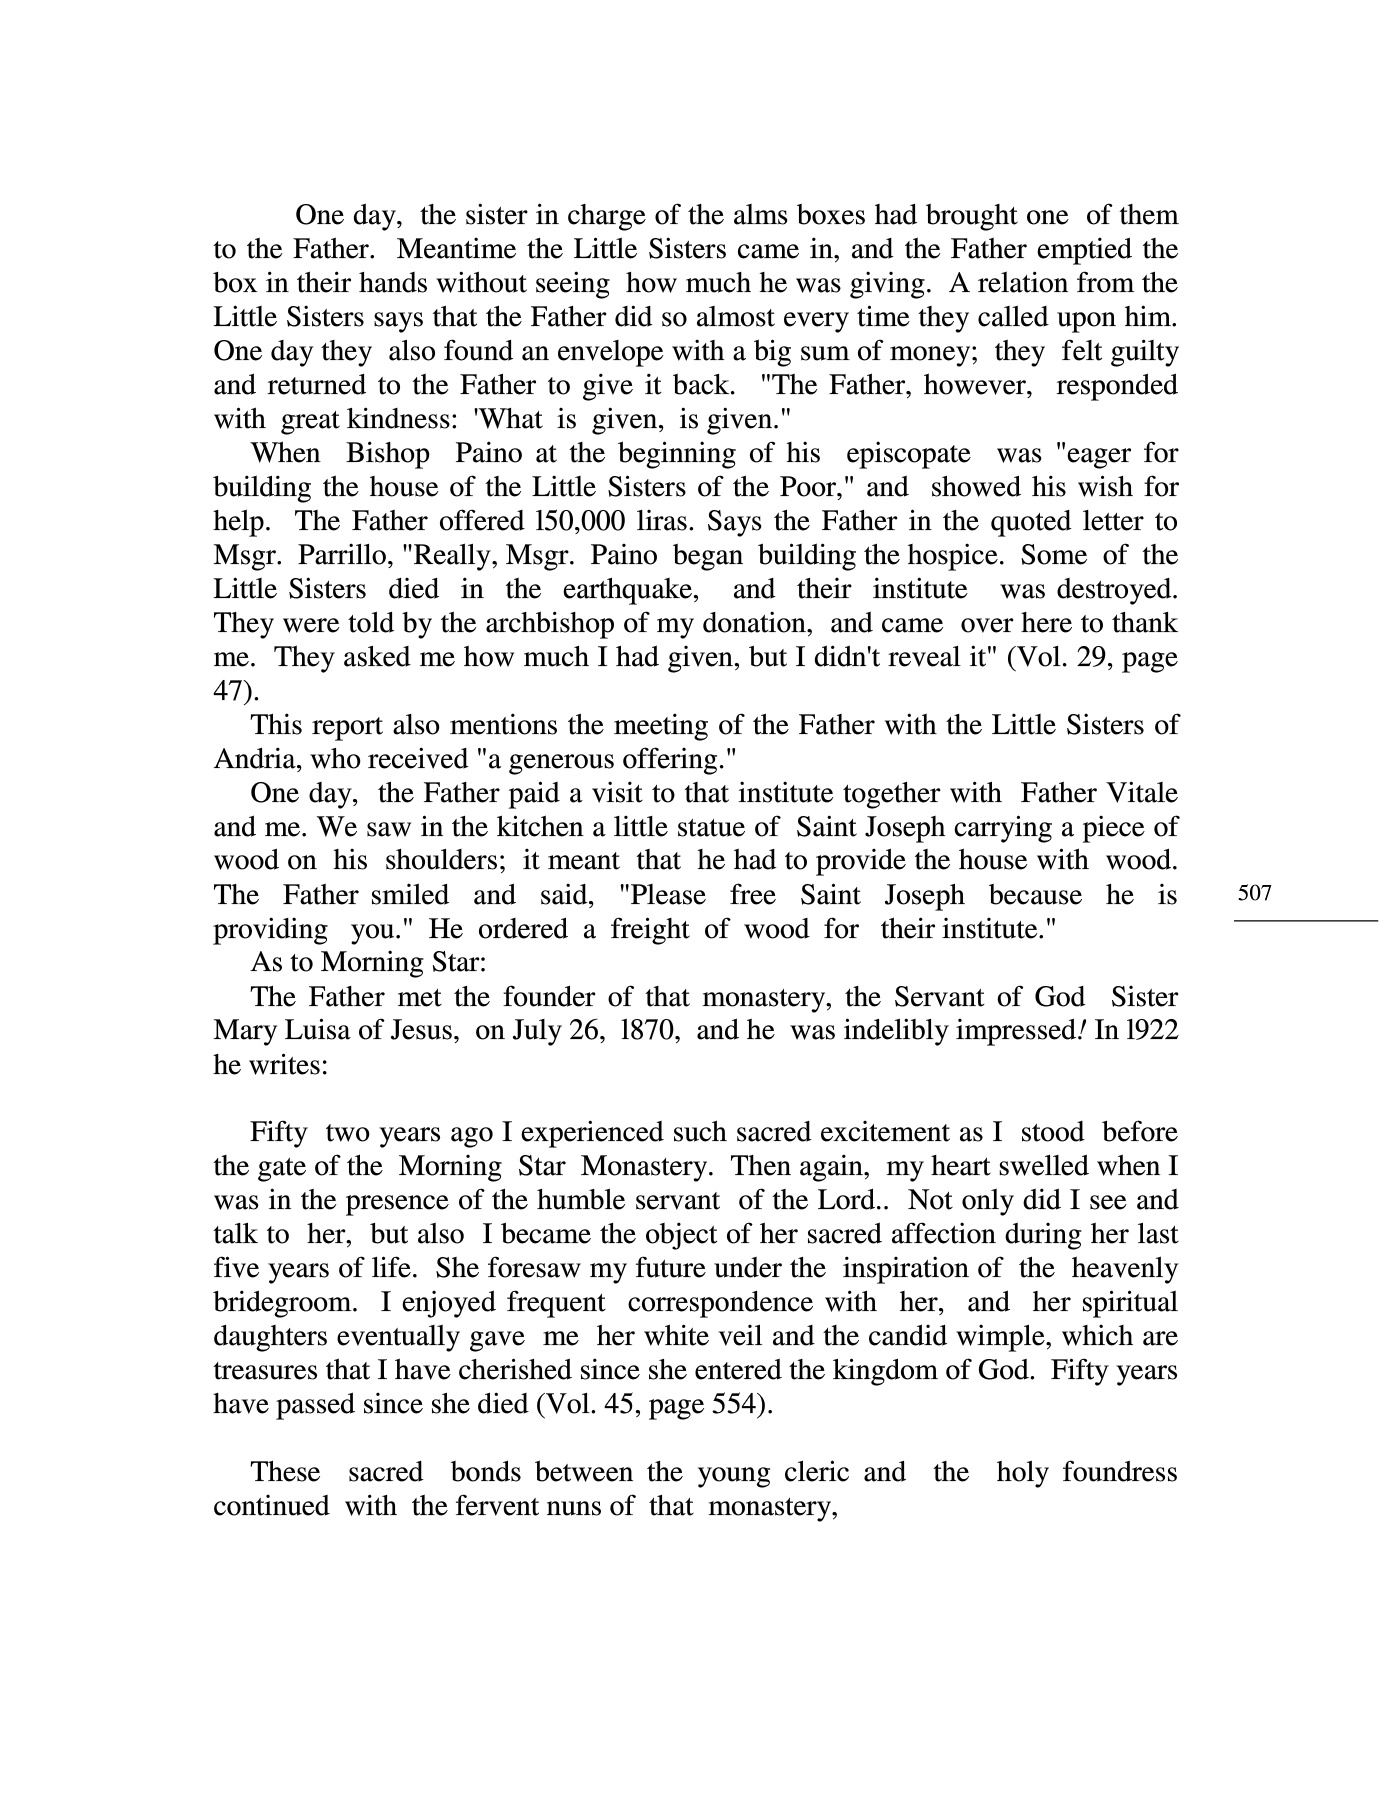 One day, the sister in charge of the alms boxes had brought one of them
to the Father. Meantime the Little Sisters came in, and the Father emptied the
box in their hands without seeing how much he was giving. A relation from the
Little Sisters says that the Father did so almost every time they called upon him.
One day they also found an envelope with a big sum of money; they felt guilty
and returned to the Father to give it back. "The Father, however, responded
with great kindness: 'What is given, is given."
When Bishop Paino at the beginning of his episcopate was "eager for
building the house of the Little Sisters of the Poor," and showed his wish for
help. The Father offered l50,000 liras. Says the Father in the quoted letter to
Msgr. Parrillo, "Really, Msgr. Paino began building the hospice. Some of the
Little Sisters died in the earthquake, and their institute was destroyed.
They were told by the archbishop of my donation, and came over here to thank
me. They asked me how much I had given, but I didn't reveal it" (Vol. 29, page
47).
This report also mentions the meeting of the Father with the Little Sisters of
Andria, who received "a generous offering."
One day, the Father paid a visit to that institute together with Father Vitale
and me. We saw in the kitchen a little statue of Saint Joseph carrying a piece of
wood on his shoulders; it meant that he had to provide the house with wood.
The Father smiled and said, "Please free Saint Joseph because he is
providing you." He ordered a freight of wood for their institute."
507
As to Morning Star:
The Father met the founder of that monastery, the Servant of God Sister
Mary Luisa of Jesus, on July 26, l870, and he was indelibly impressed! In l922
he writes:
Fifty two years ago I experienced such sacred excitement as I stood before
the gate of the Morning Star Monastery. Then again, my heart swelled when I
was in the presence of the humble servant of the Lord.. Not only did I see and
talk to her, but also I became the object of her sacred affection during her last
five years of life. She foresaw my future under the inspiration of the heavenly
bridegroom. I enjoyed frequent correspondence with her, and her spiritual
daughters eventually gave me her white veil and the candid wimple, which are
treasures that I have cherished since she entered the kingdom of God. Fifty years
have passed since she died (Vol. 45, page 554).
These sacred bonds between the young cleric and the holy foundress
continued with the fervent nuns of that monastery,